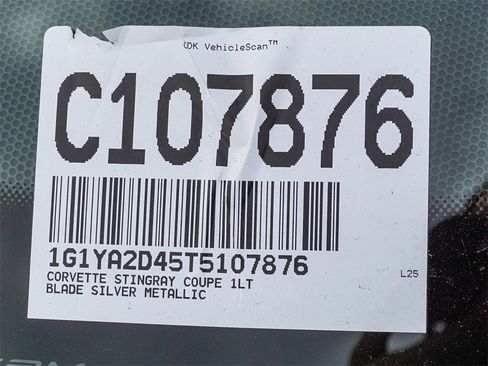 CDK VehicleScan™
C107876
1G1YA2D45T5107876
CORVETTE STINGRAY COUPE 1LT
BLADE SILVER METALLIC
L25